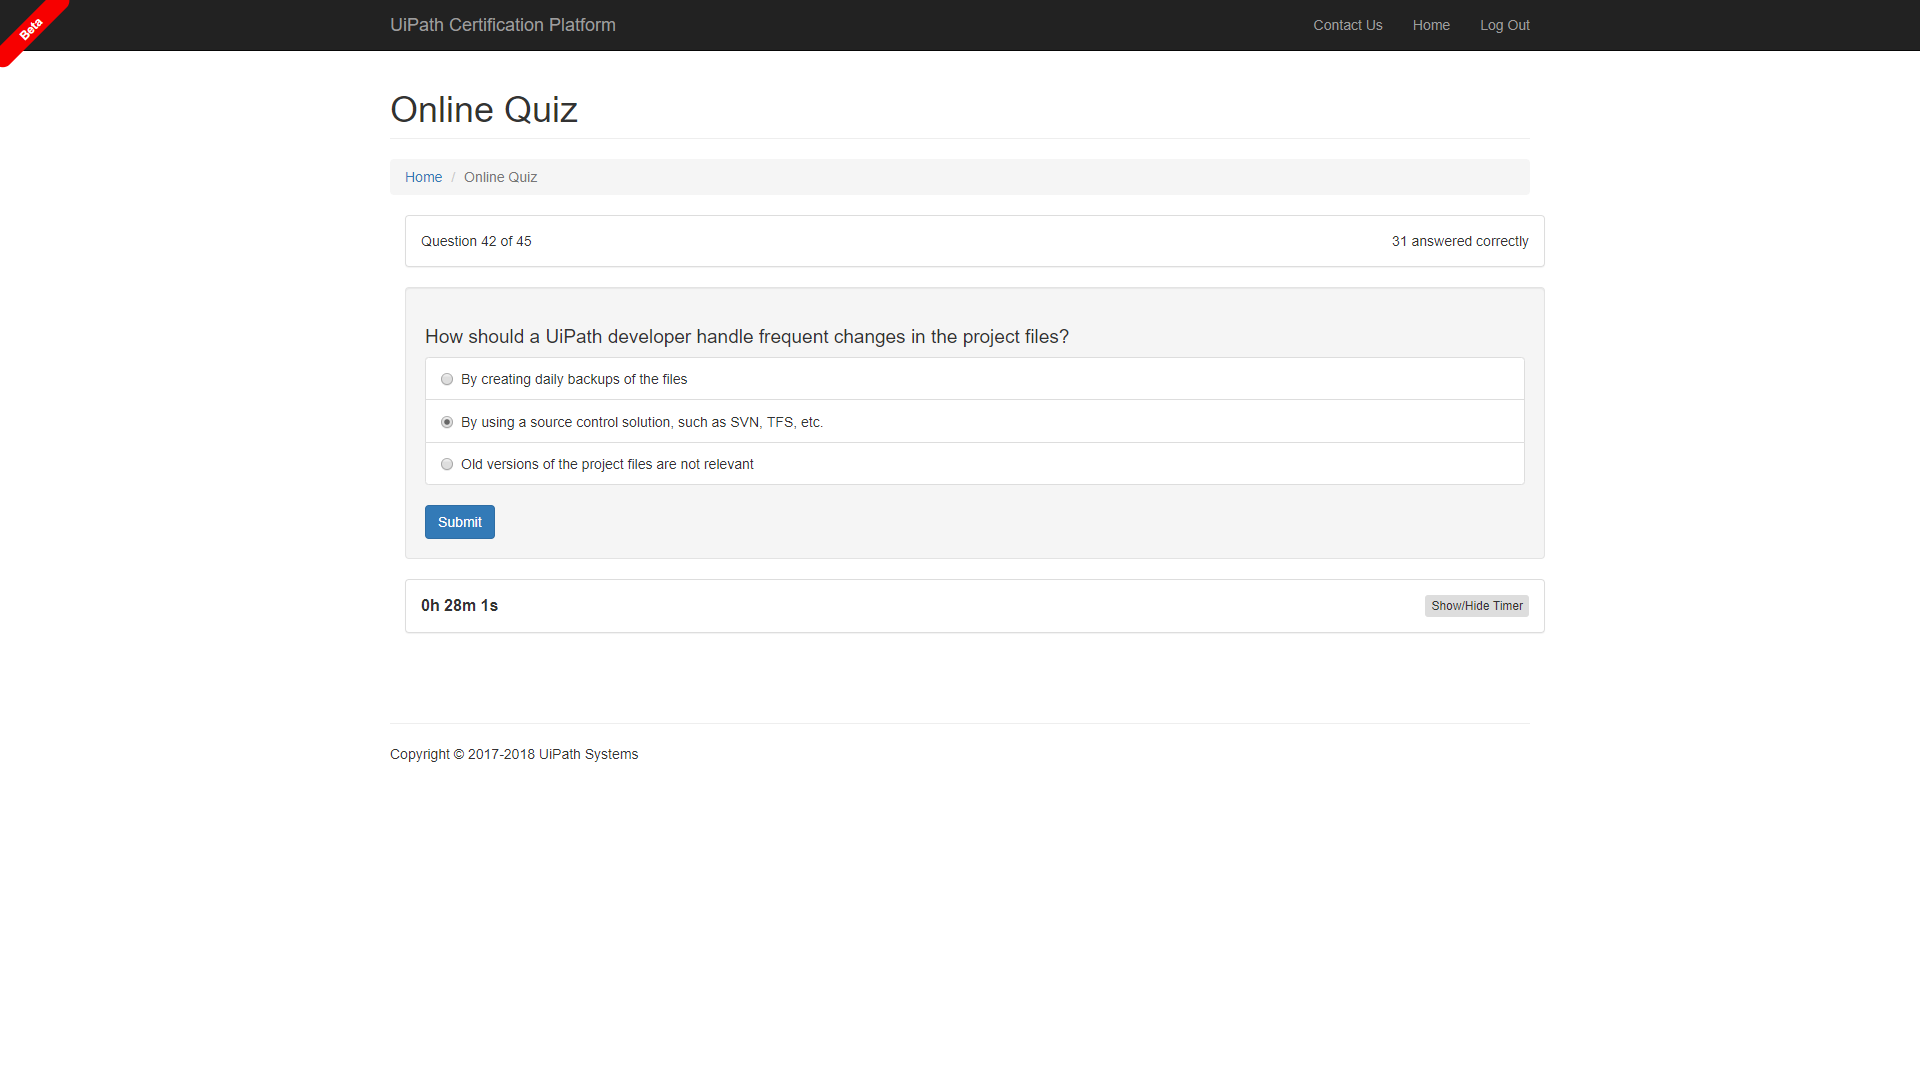 Beta
UiPath Certification Platform
Contact Us
Home
Log Out
Online Quiz
Home / Online Quiz
Question 42 of 45
31 answered correctly
How should a UiPath developer handle frequent changes in the project files?
By creating daily backups of the files
By using a source control solution, such as SVN, TFS, etc.
Old versions of the project files are not relevant
Submit
0h 28m 1s
Show/Hide Timer
Copyright © 2017-2018 UiPath Systems